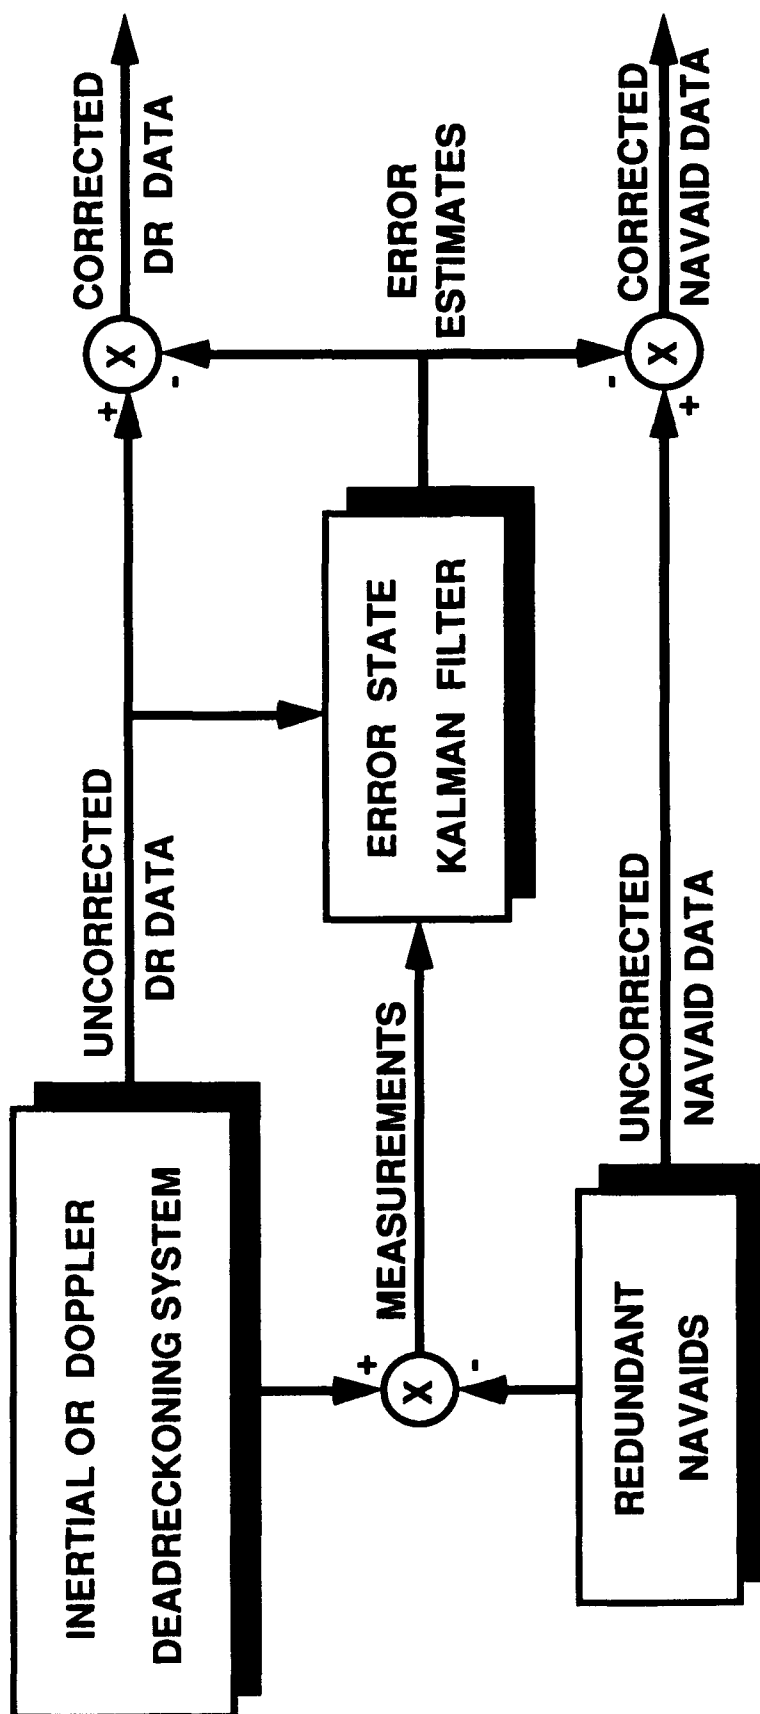 INERTIAL OR DOPPLER
DEADRECKONING SYSTEM
UNCORRECTED
DR DATA
+
-
X
CORRECTED
DR DATA
+
-
X
MEASUREMENTS
ERROR STATE
KALMAN FILTER
ERROR
ESTIMATES
REDUNDANT
NAVAIDS
UNCORRECTED
NAVAID DATA
-
+
X
CORRECTED
NAVAID DATA